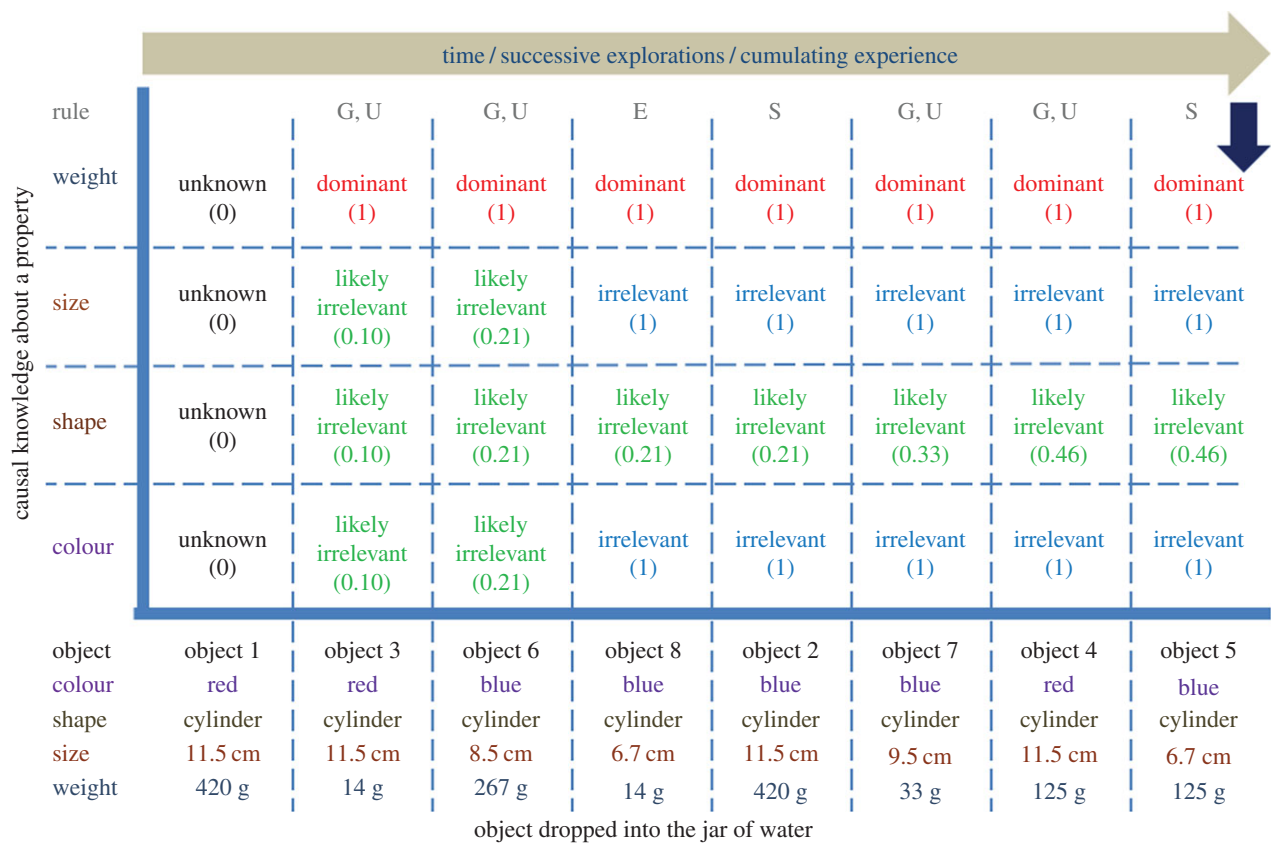 time / successive explorations / cumulating experience
rule G, U G, U E S G, U G, U S
causal knowledge about a property
weight unknown dominant dominant dominant dominant dominant dominant dominant
(0) (1) (1) (1) (1) (1) (1) (1)
size unknown likely likely irrelevant irrelevant irrelevant irrelevant irrelevant
(0) irrelevant irrelevant (1) (1) (1) (1) (1)
(0.10) (0.21)
shape unknown likely likely likely likely likely likely likely
(0) irrelevant irrelevant irrelevant irrelevant irrelevant irrelevant irrelevant
(0.10) (0.21) (0.21) (0.21) (0.33) (0.46) (0.46)
colour unknown likely likely irrelevant irrelevant irrelevant irrelevant irrelevant
(0) irrelevant irrelevant (1) (1) (1) (1) (1)
(0.10) (0.21)
object object 1 object 3 object 6 object 8 object 2 object 7 object 4 object 5
colour red red blue blue blue blue red blue
shape cylinder cylinder cylinder cylinder cylinder cylinder cylinder cylinder
size 11.5 cm 11.5 cm 8.5 cm 6.7 cm 11.5 cm 9.5 cm 11.5 cm 6.7 cm
weight 420 g 14 g 267 g 14 g 420 g 33 g 125 g 125 g
object dropped into the jar of water